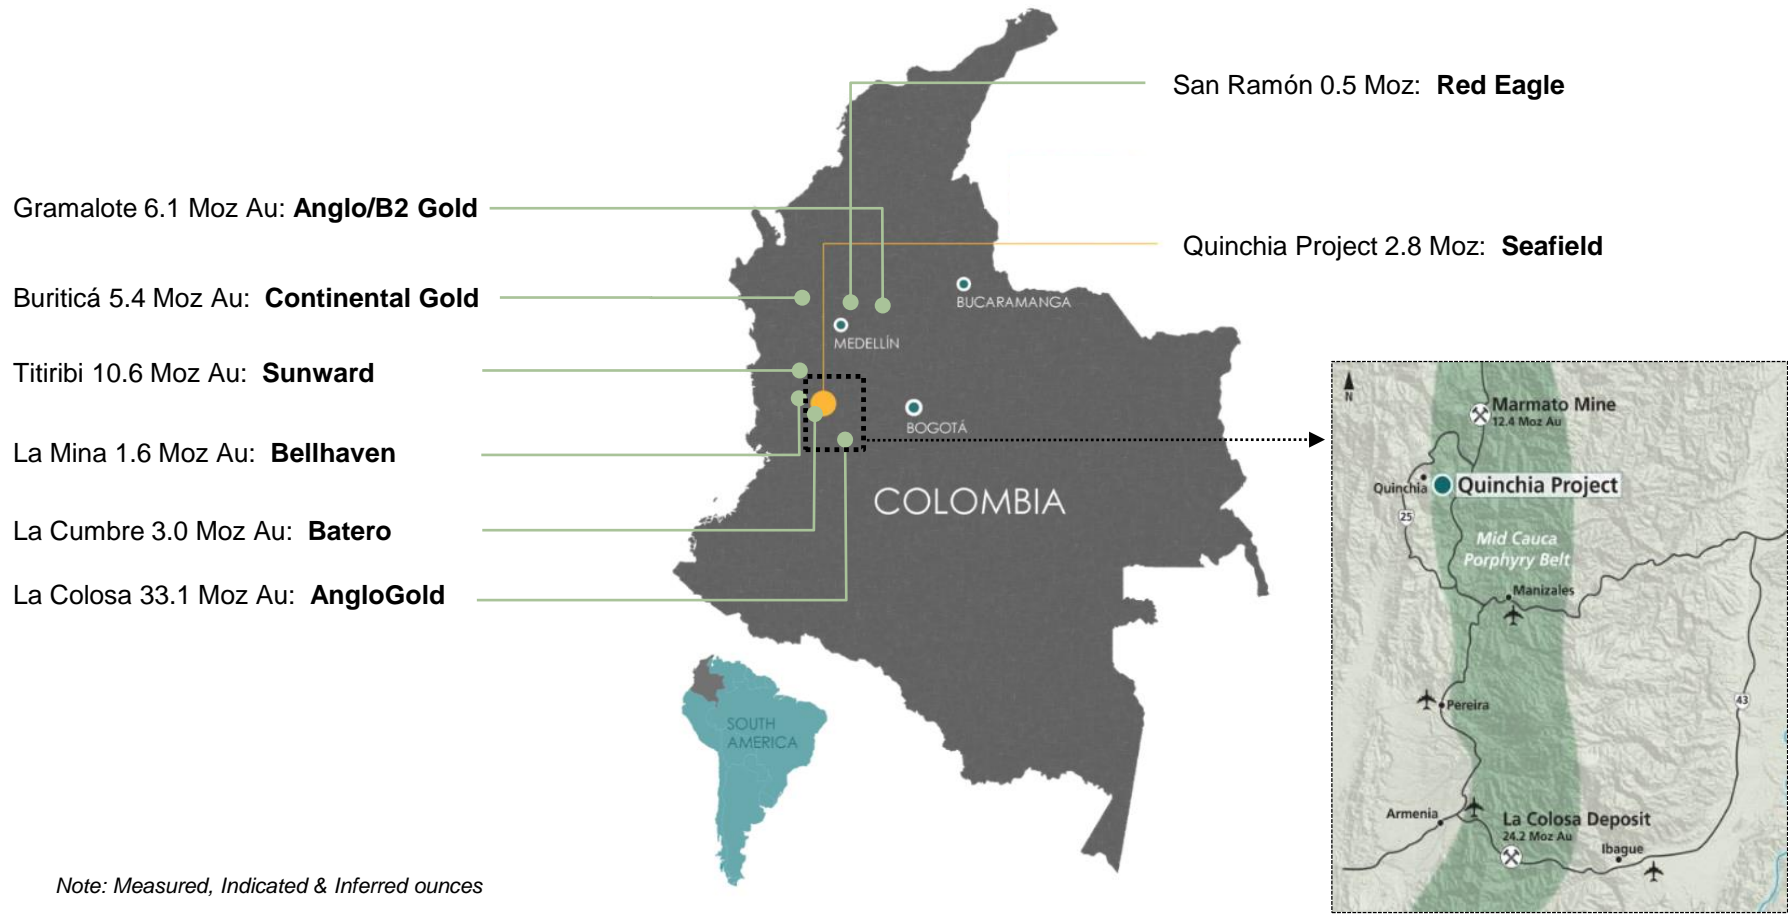 San Ramón 0.5 Moz: Red Eagle
Gramalote 6.1 Moz Au: Anglo/B2 Gold
Quinchia Project 2.8 Moz: Seafield
Buriticá 5.4 Moz Au: Continental Gold
BUCARAMANGA
MEDELLÍN
Titiribi 10.6 Moz Au: Sunward
BOGOTÁ
La Mina 1.6 Moz Au: Bellhaven
COLOMBIA
La Cumbre 3.0 Moz Au: Batero
La Colosa 33.1 Moz Au: AngloGold
SOUTH
AMERICA
N
Marmato Mine
12.4 Moz Au
Quinchia
Quinchia Project
25
Mid Cauca
Porphyry Belt
Manizales
Pereira
43
Armenia
La Colosa Deposit
24.2 Moz Au
Ibague
Note: Measured, Indicated & Inferred ounces